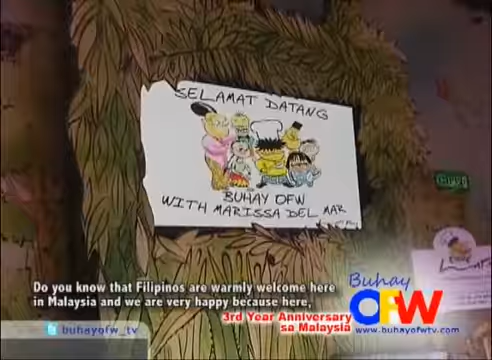 SELAMAT DATANG
BUHAY OFW
WITH MARISSA DEL MAR
Do you know that Filipinos are warmly welcome here
in Malaysia and we are very happy because here,
Buhay
OFW
3rd Year Anniversary
sa Malaysia
www.buhayofwtv.com
buhayofw_tv